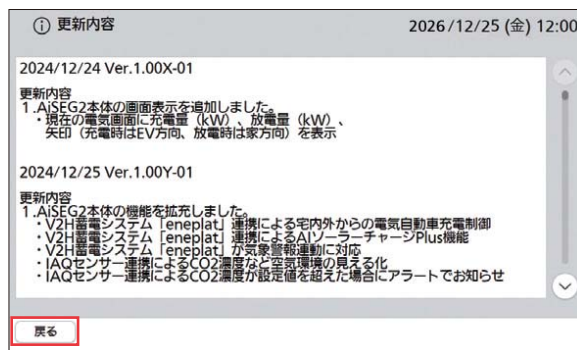 ⓘ 更新内容
2026/12/25 (金) 12:00
2024/12/24 Ver.1.00X-01
更新内容
1.AiSEG2本体の画面表示を追加しました。
・現在の電気画面に充電量（kW）、放電量（kW）、
矢印（充電時はEV方向、放電時は家方向）を表示
2024/12/25 Ver.1.00Y-01
更新内容
1.AiSEG2本体の機能を拡充しました。
・V2H蓄電システム「eneplat」連携による宅内外からの電気自動車充電制御
・V2H蓄電システム「eneplat」連携によるAIソーラーチャージPlus機能
・V2H蓄電システム「eneplat」が気象警報連動に対応
・IAQセンサー連携によるCO2濃度など空気環境の見える化
・IAQセンサー連携によるCO2濃度が設定値を超えた場合にアラートでお知らせ
戻る